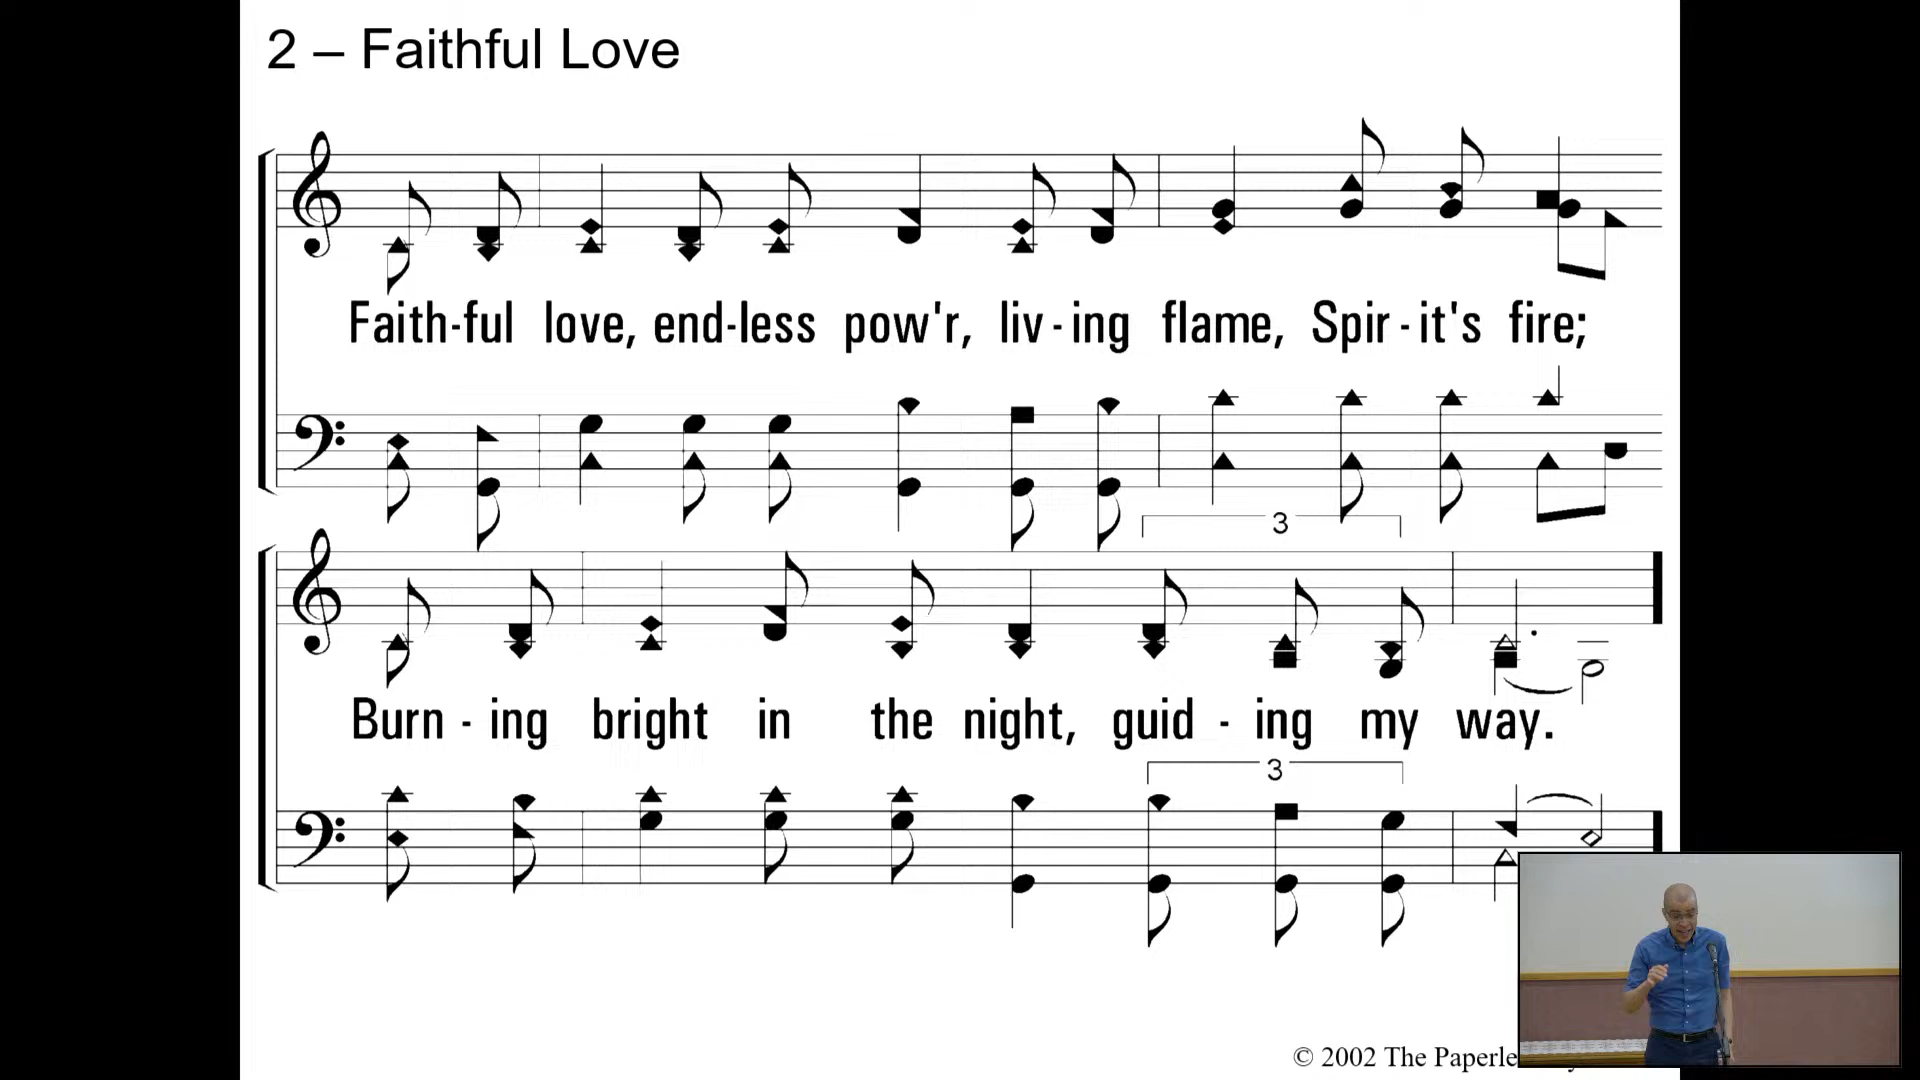 2 – Faithful Love
Faith-ful love, end-less pow'r, liv-ing flame, Spir-it's fire;
3
Burn-ing bright in the night, guid-ing my way.
3
© 2002 The